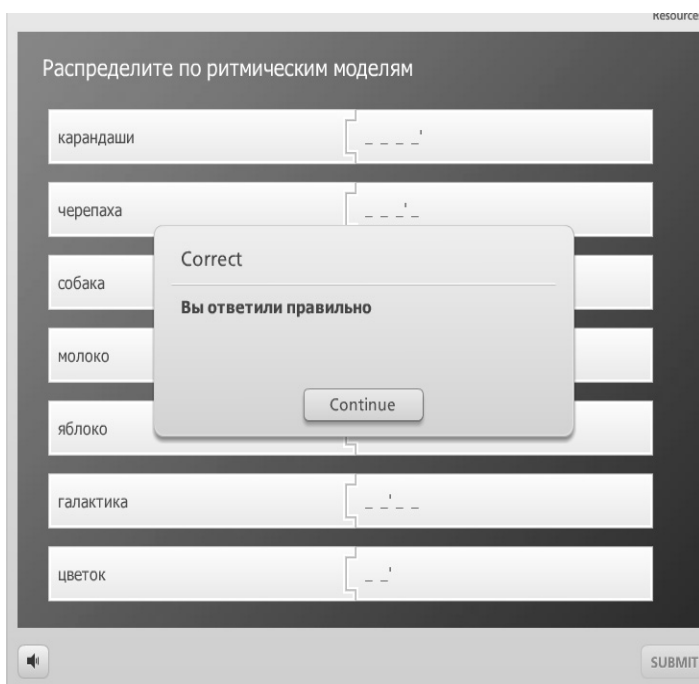 Resource
Распределите по ритмическим моделям
карандаши _ _ _ _'
черепаха _ _ _'_
собака
молоко
яблоко
галактика _ _'_ _
цветок _ _'
Correct
Вы ответили правильно
Continue
SUBMIT